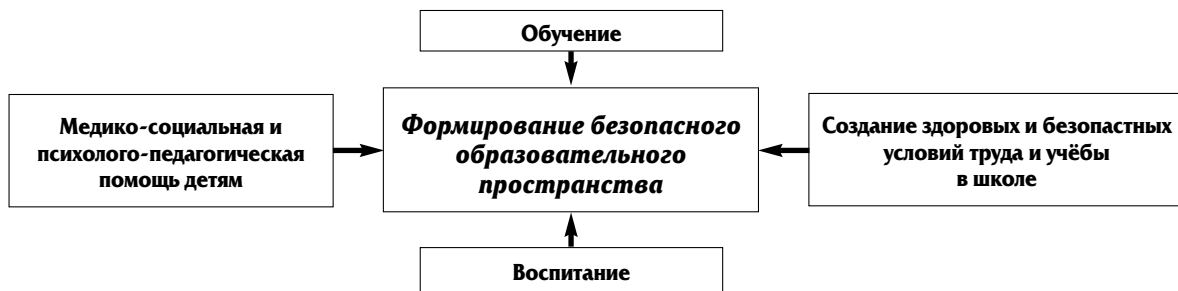 Обучение
Медико-социальная и
психолого-педагогическая
помощь детям
Формирование безопасного
образовательного
пространства
Создание здоровых и безопастных
условий труда и учёбы
в школе
Воспитание